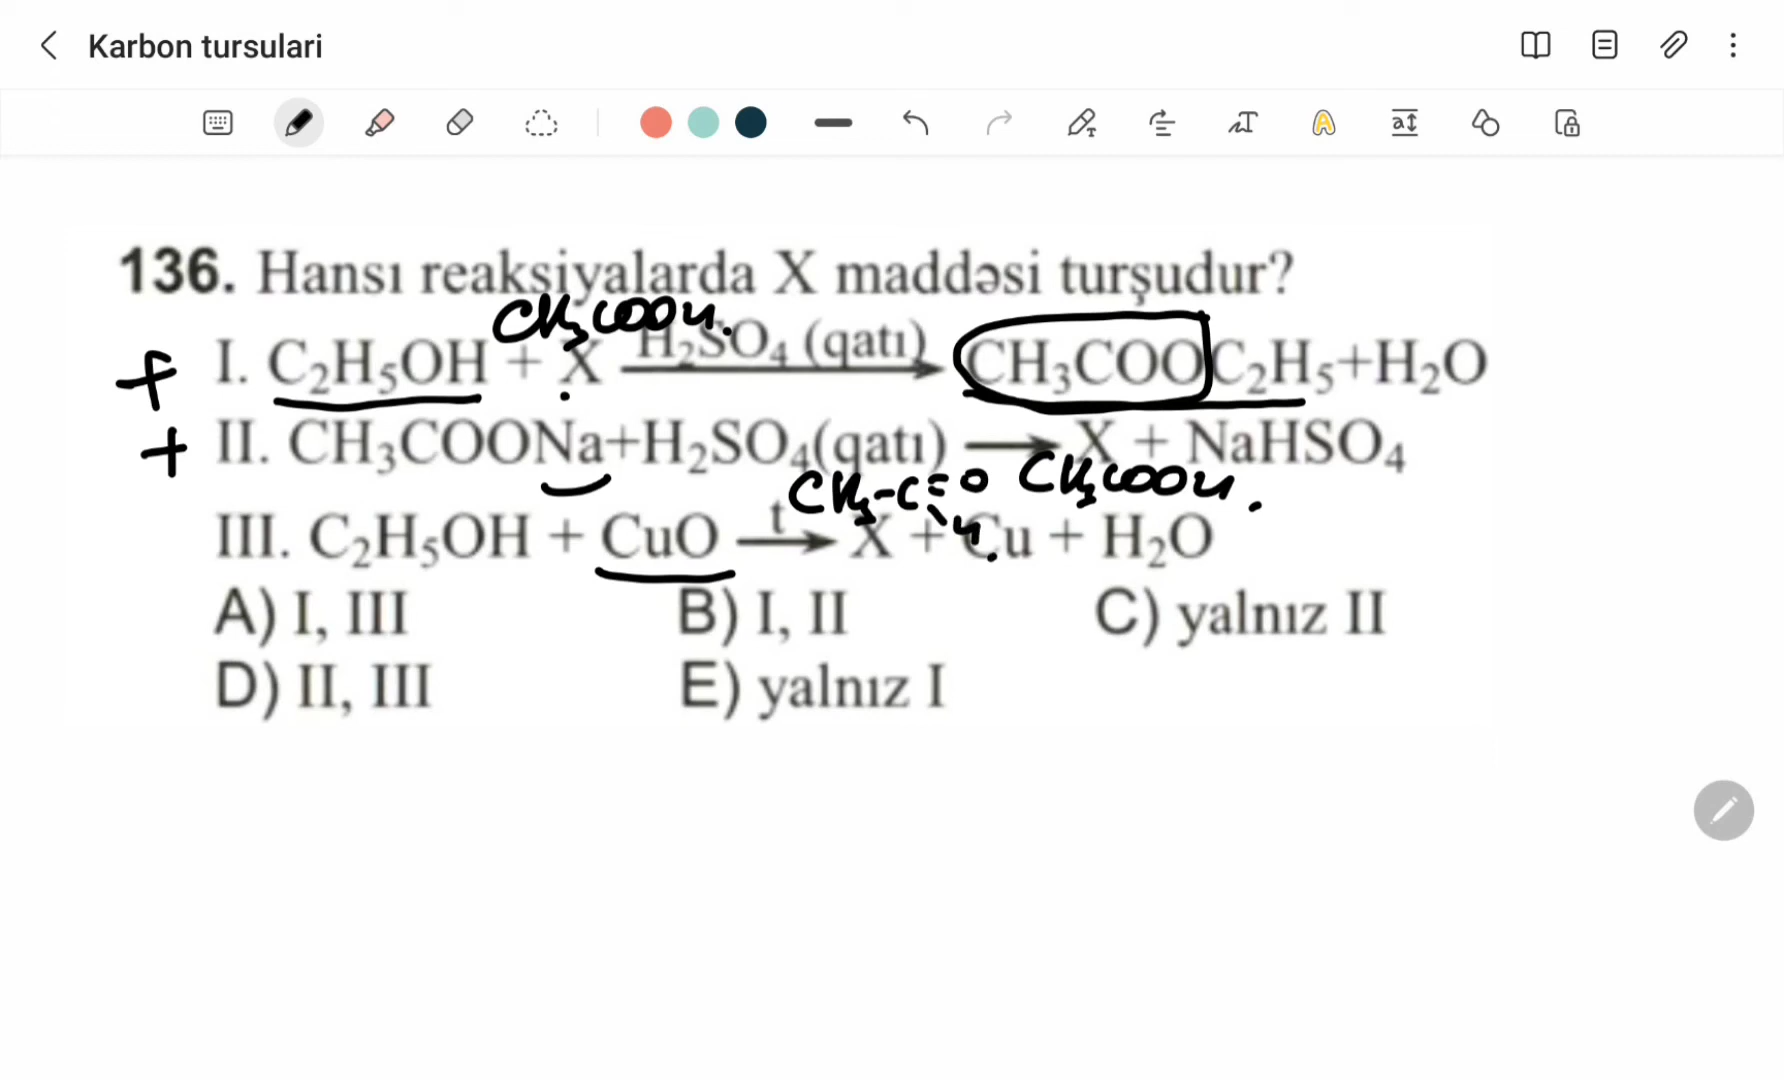 Karbon tursulari
136. Hansı reaksiyalarda X maddəsi turşudur?
CH₃COOH.
+ I. C₂H₅OH + X H₂SO₄ (qatı) → CH₃COOC₂H₅+H₂O
+ II. CH₃COONa+H₂SO₄(qatı) → X + NaHSO₄
CH₃-C=O \H CH₃COOH.
III. C₂H₅OH + CuO t → X + Cu + H₂O
A) I, III B) I, II C) yalnız II
D) II, III E) yalnız I